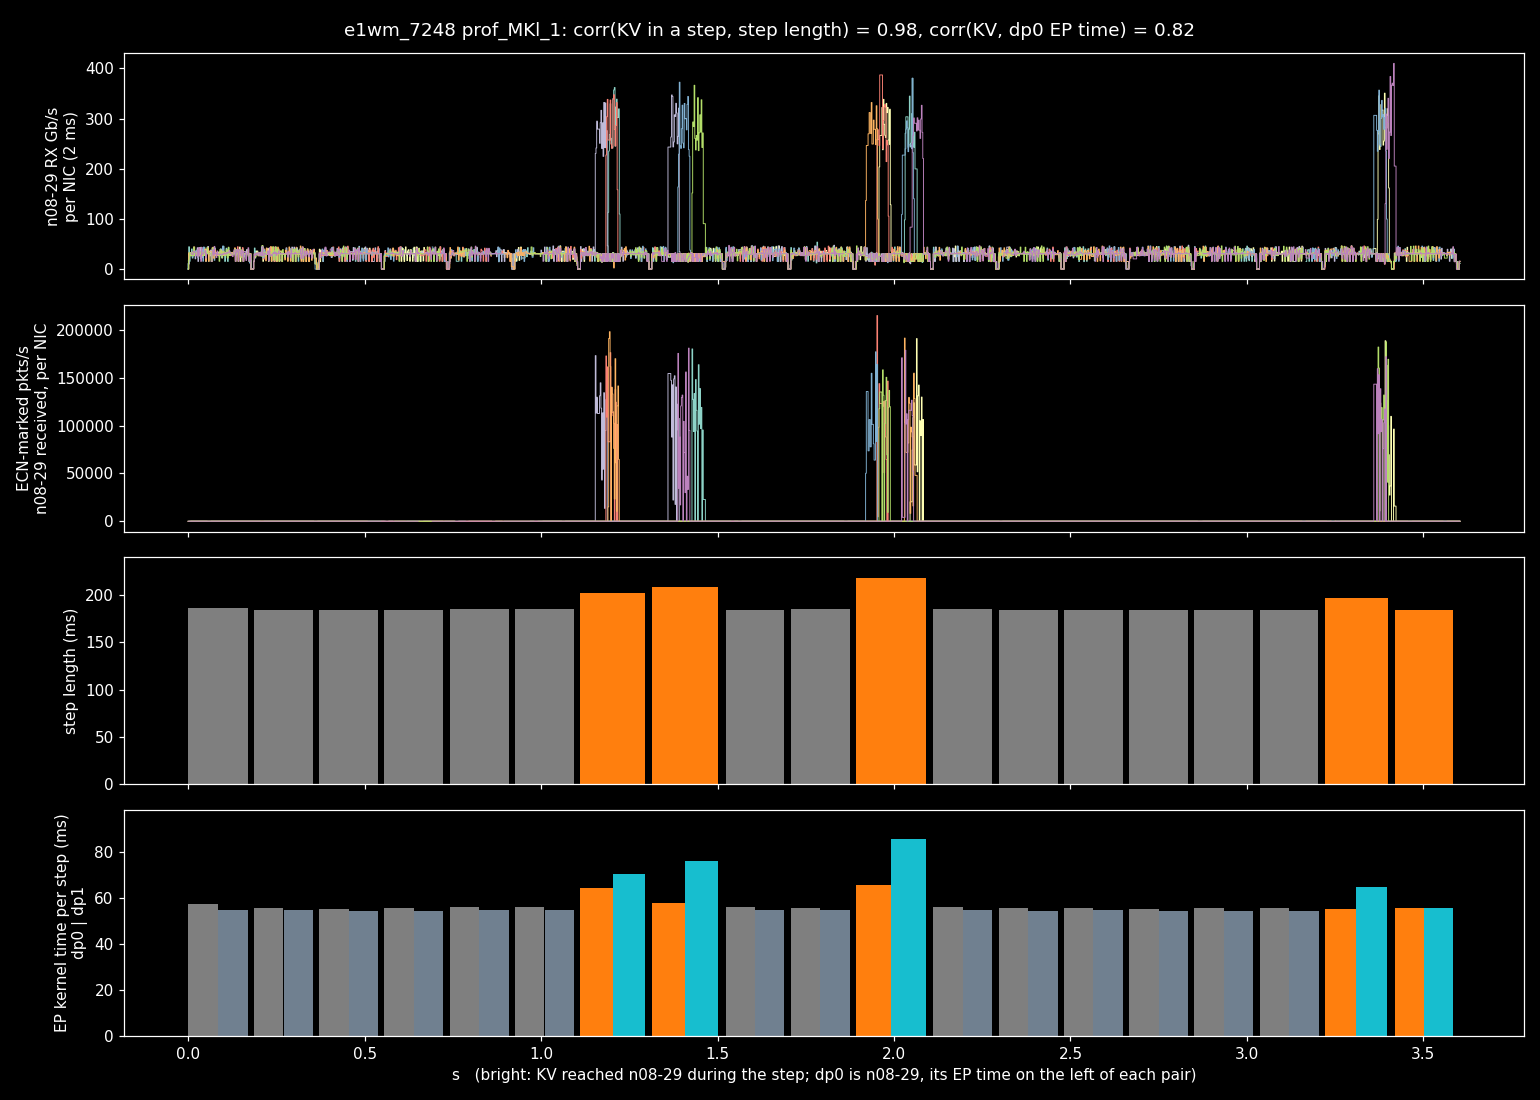 e1wm_7248 prof_MKl_1: corr(KV in a step, step length) = 0.98, corr(KV, dp0 EP time) = 0.82
n08-29 RX Gb/s
per NIC (2 ms)
400
300
200
100
0
ECN-marked pkts/s
n08-29 received, per NIC
200000
150000
100000
50000
0
step length (ms)
200
150
100
50
0
EP kernel time per step (ms)
dp0 | dp1
80
60
40
20
0
0.0 0.5 1.0 1.5 2.0 2.5 3.0 3.5
s (bright: KV reached n08-29 during the step; dp0 is n08-29, its EP time on the left of each pair)